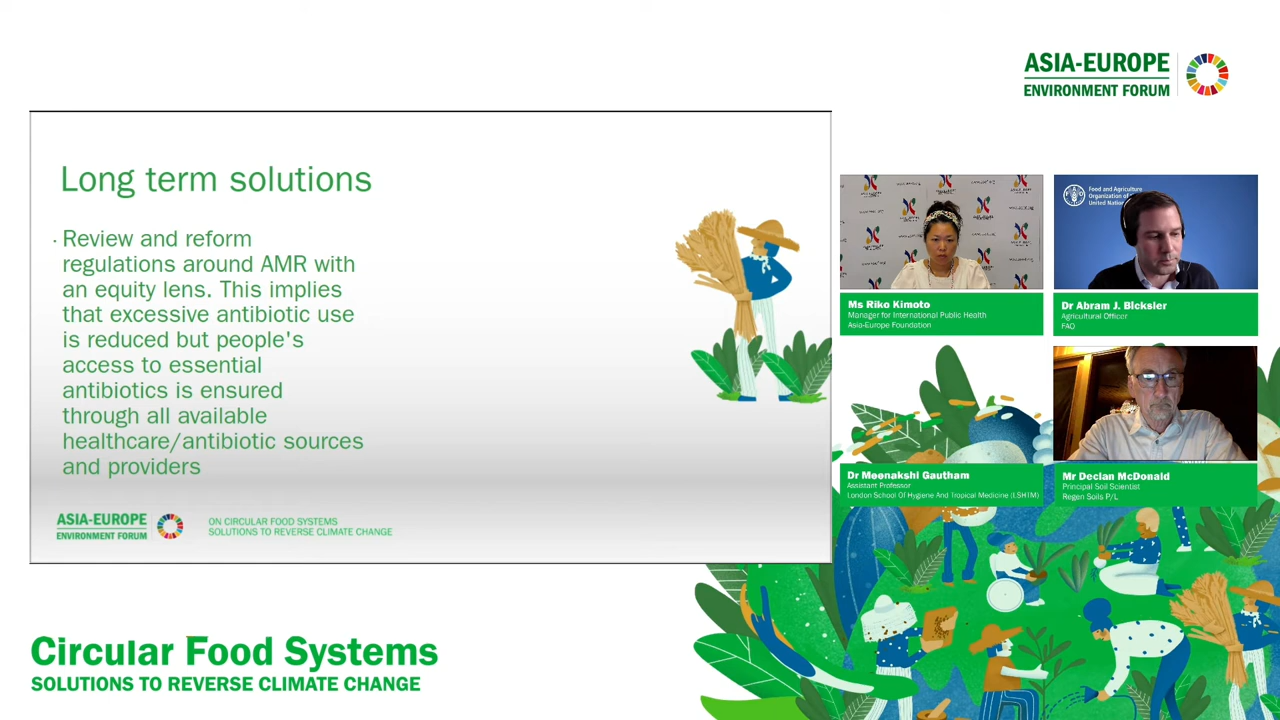 ASIA-EUROPE
ENVIRONMENT FORUM
Long term solutions
· Review and reform
regulations around AMR with
an equity lens. This implies
that excessive antibiotic use
is reduced but people's
access to essential
antibiotics is ensured
through all available
healthcare/antibiotic sources
and providers
ASIA-EUROPE
ENVIRONMENT FORUM
ON CIRCULAR FOOD SYSTEMS
SOLUTIONS TO REVERSE CLIMATE CHANGE
Food and Agriculture
Organization of
United Nation
Ms Riko Kimoto
Manager for International Public Health
Asia-Europe Foundation
Dr Abram J. Bicksler
Agricultural Officer
FAO
Dr Meenakshi Gautham
Assistant Professor
London School Of Hygiene And Tropical Medicine (LSHTM)
Mr Declan McDonald
Principal Soil Scientist
Regen Soils P/L
Circular Food Systems
SOLUTIONS TO REVERSE CLIMATE CHANGE